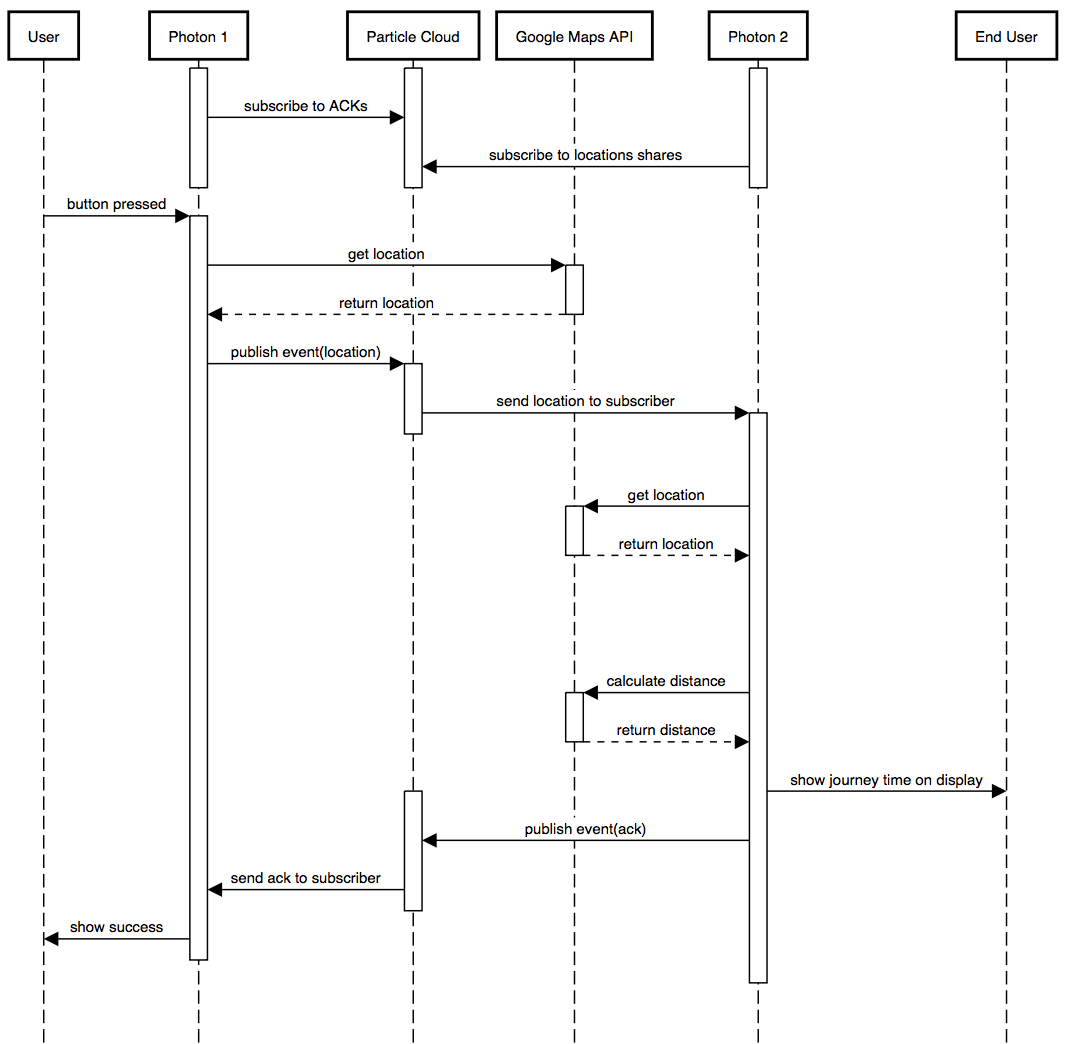 User
Photon 1
Particle Cloud
Google Maps API
Photon 2
End User
subscribe to ACKs
subscribe to locations shares
button pressed
get location
return location
publish event(location)
send location to subscriber
get location
return location
calculate distance
return distance
show journey time on display
publish event(ack)
send ack to subscriber
show success